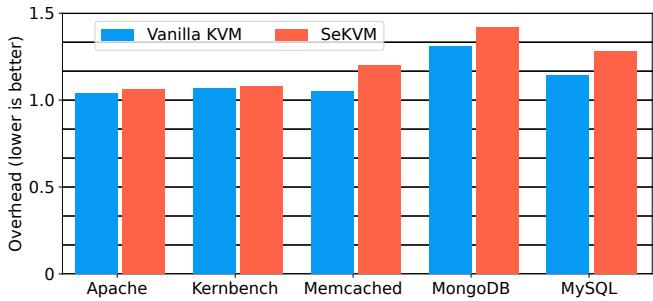 Overhead (lower is better)
1.5
1.0
0.5
0
Vanilla KVM
SeKVM
Apache
Kernbench
Memcached
MongoDB
MySQL